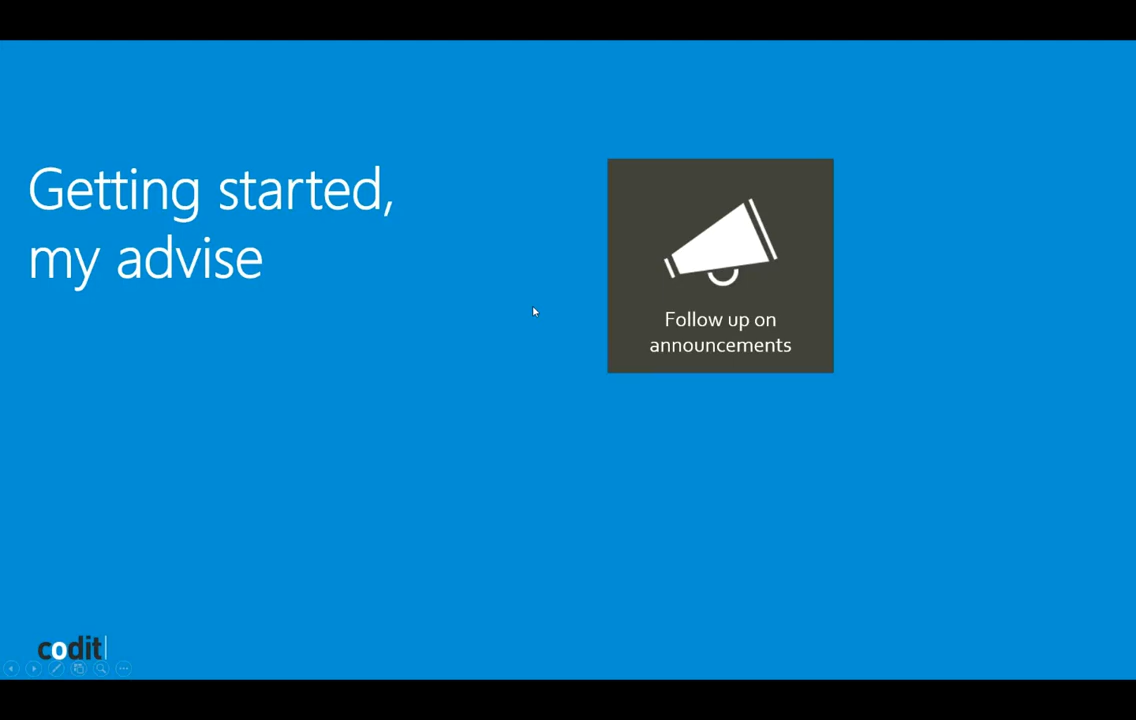 Getting started,
my advise
Follow up on
announcements
codit